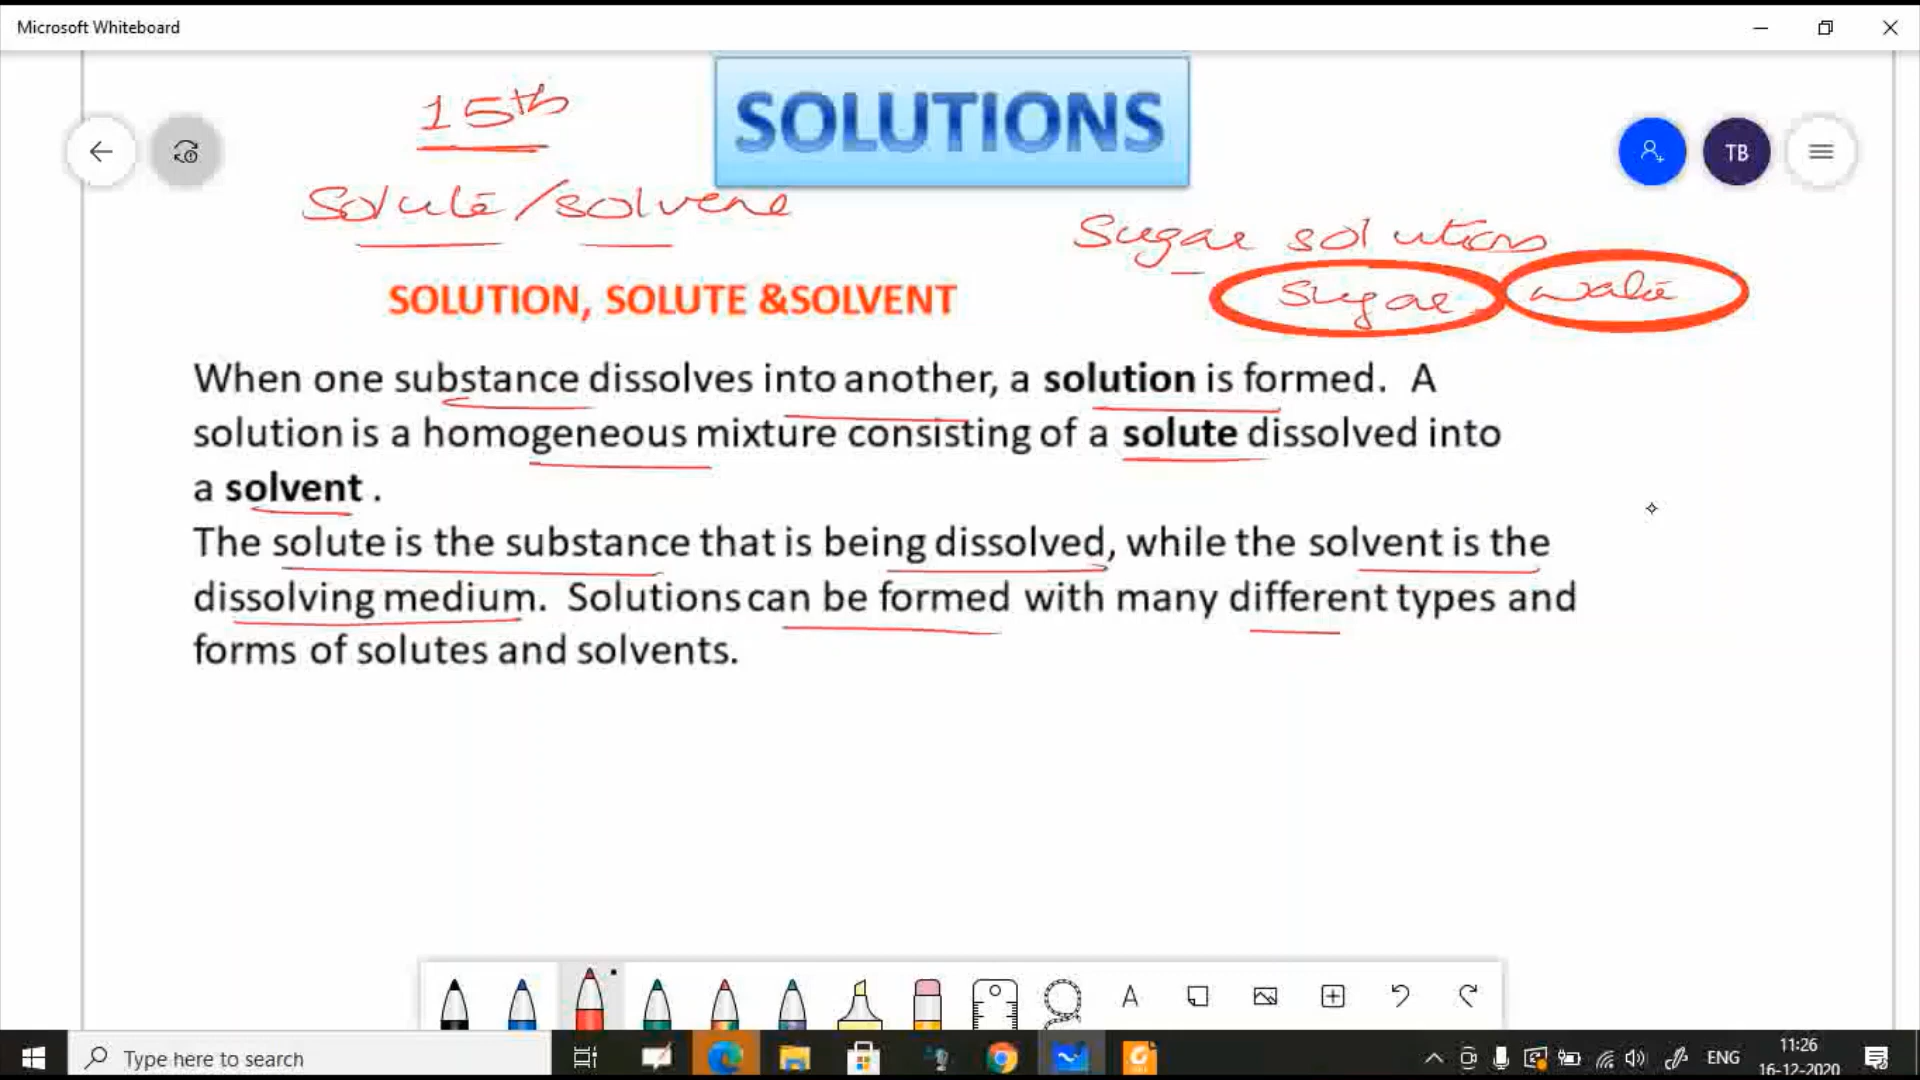 Microsoft Whiteboard
SOLUTIONS
15th
Solute/solvent
TB
Sugar solutions
Sugar water
SOLUTION, SOLUTE &SOLVENT
When one substance dissolves into another, a solution is formed. A
solution is a homogeneous mixture consisting of a solute dissolved into
a solvent .
The solute is the substance that is being dissolved, while the solvent is the
dissolving medium. Solutions can be formed with many different types and
forms of solutes and solvents.
A
Type here to search
ENG
11:26
16-12-2020